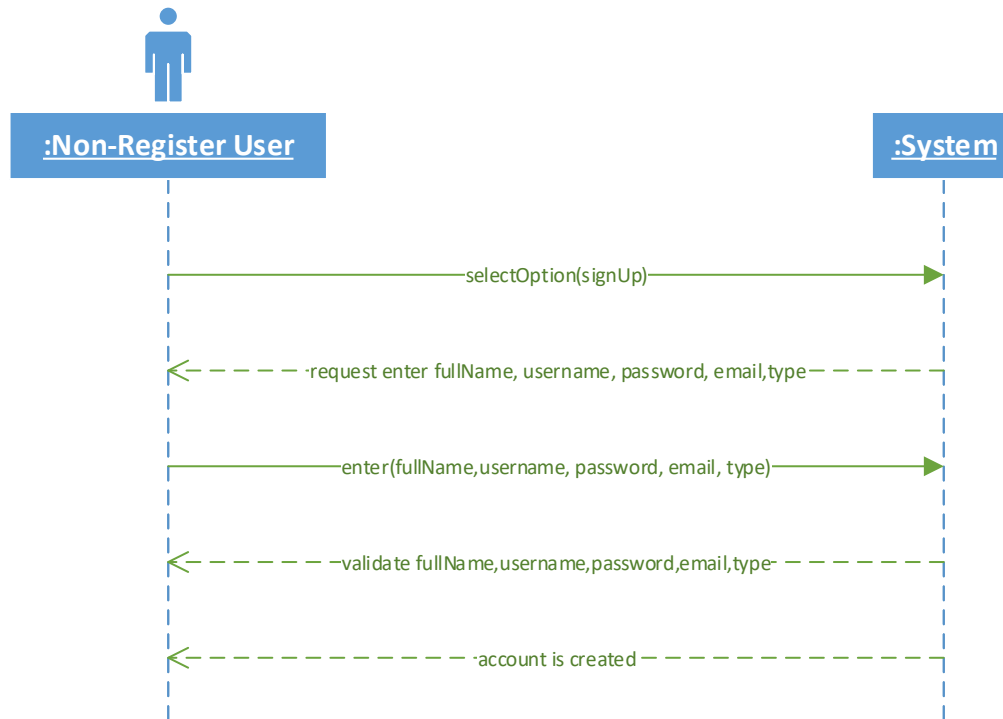 :Non-Register User
:System
selectOption(signUp)
request enter fullName, username, password, email,type
enter(fullName,username, password, email, type)
validate fullName,username,password,email,type
account is created